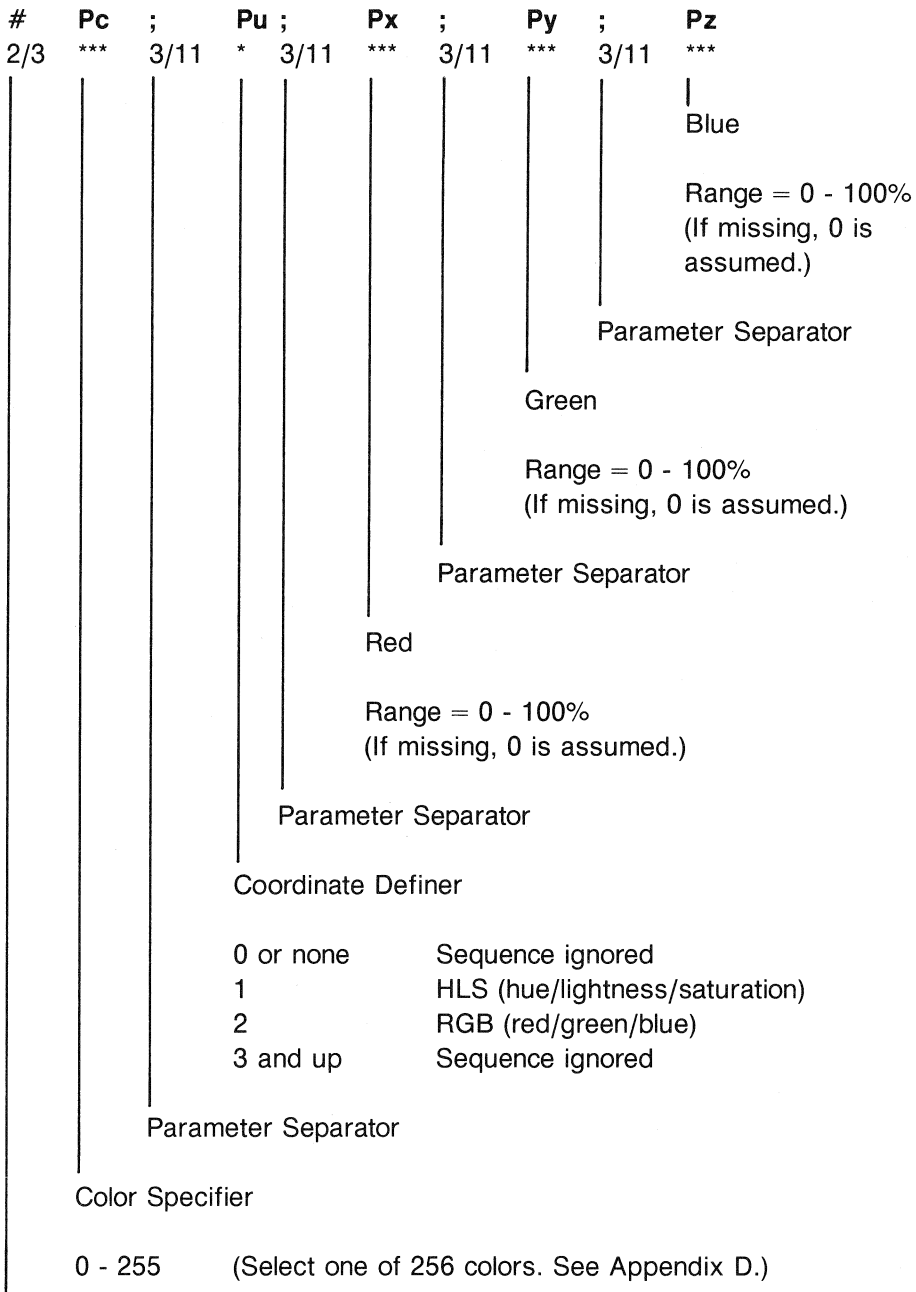 # Pc ; Pu ; Px ; Py ; Pz
2/3 *** 3/11 * 3/11 *** 3/11 *** 3/11 ***
Blue
Range = 0 - 100%
(If missing, 0 is
assumed.)
Parameter Separator
Green
Range = 0 - 100%
(If missing, 0 is assumed.)
Parameter Separator
Red
Range = 0 - 100%
(If missing, 0 is assumed.)
Parameter Separator
Coordinate Definer
0 or none Sequence ignored
1 HLS (hue/lightness/saturation)
2 RGB (red/green/blue)
3 and up Sequence ignored
Parameter Separator
Color Specifier
0 - 255 (Select one of 256 colors. See Appendix D.)